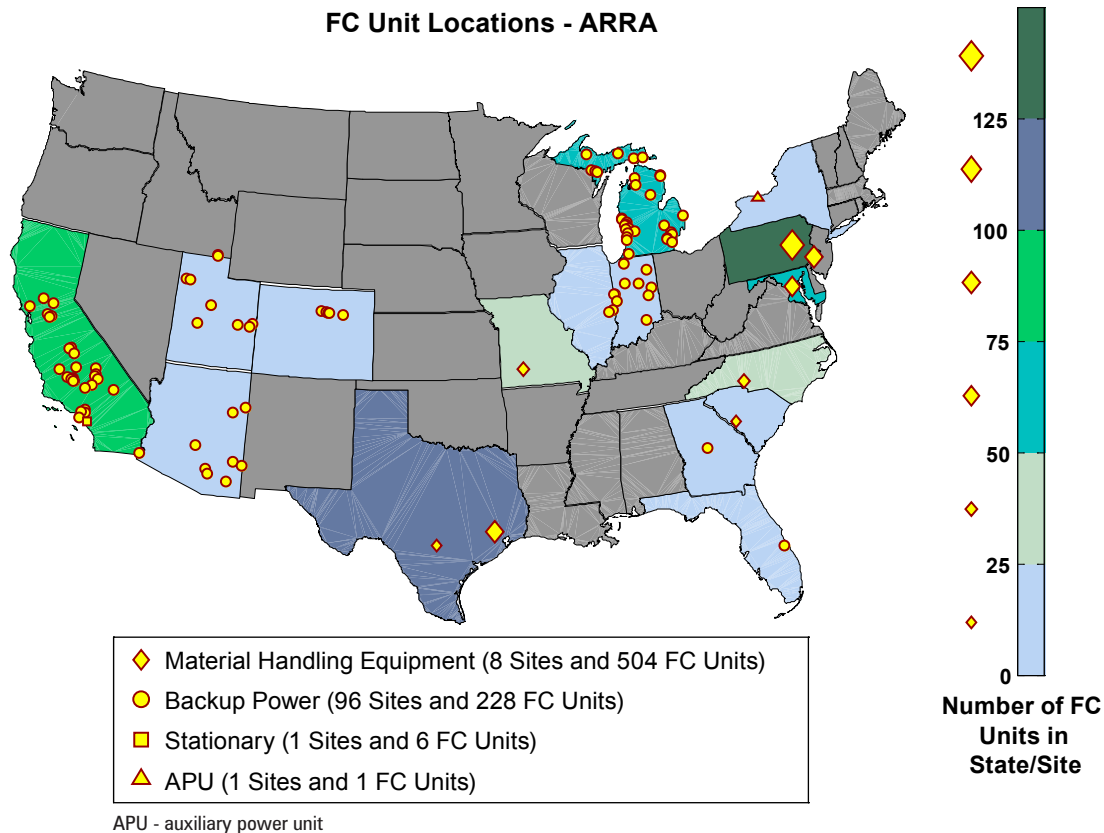 FC Unit Locations - ARRA
125
100
75
50
25
0
Number of FC
Units in
State/Site
Material Handling Equipment (8 Sites and 504 FC Units)
Backup Power (96 Sites and 228 FC Units)
Stationary (1 Sites and 6 FC Units)
APU (1 Sites and 1 FC Units)
APU - auxiliary power unit